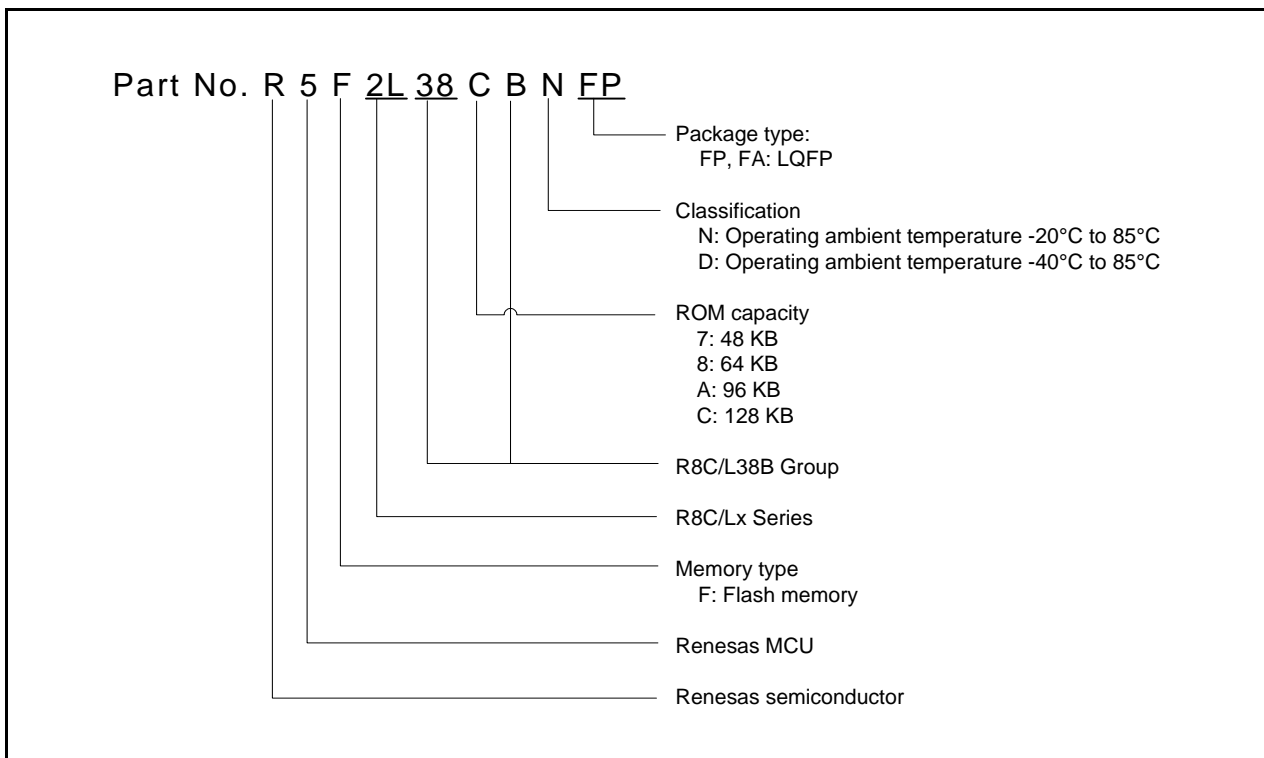 Part No. R 5 F 2L 38 C B N FP
Package type:
FP, FA: LQFP
Classification
N: Operating ambient temperature -20°C to 85°C
D: Operating ambient temperature -40°C to 85°C
ROM capacity
7: 48 KB
8: 64 KB
A: 96 KB
C: 128 KB
R8C/L38B Group
R8C/Lx Series
Memory type
F: Flash memory
Renesas MCU
Renesas semiconductor